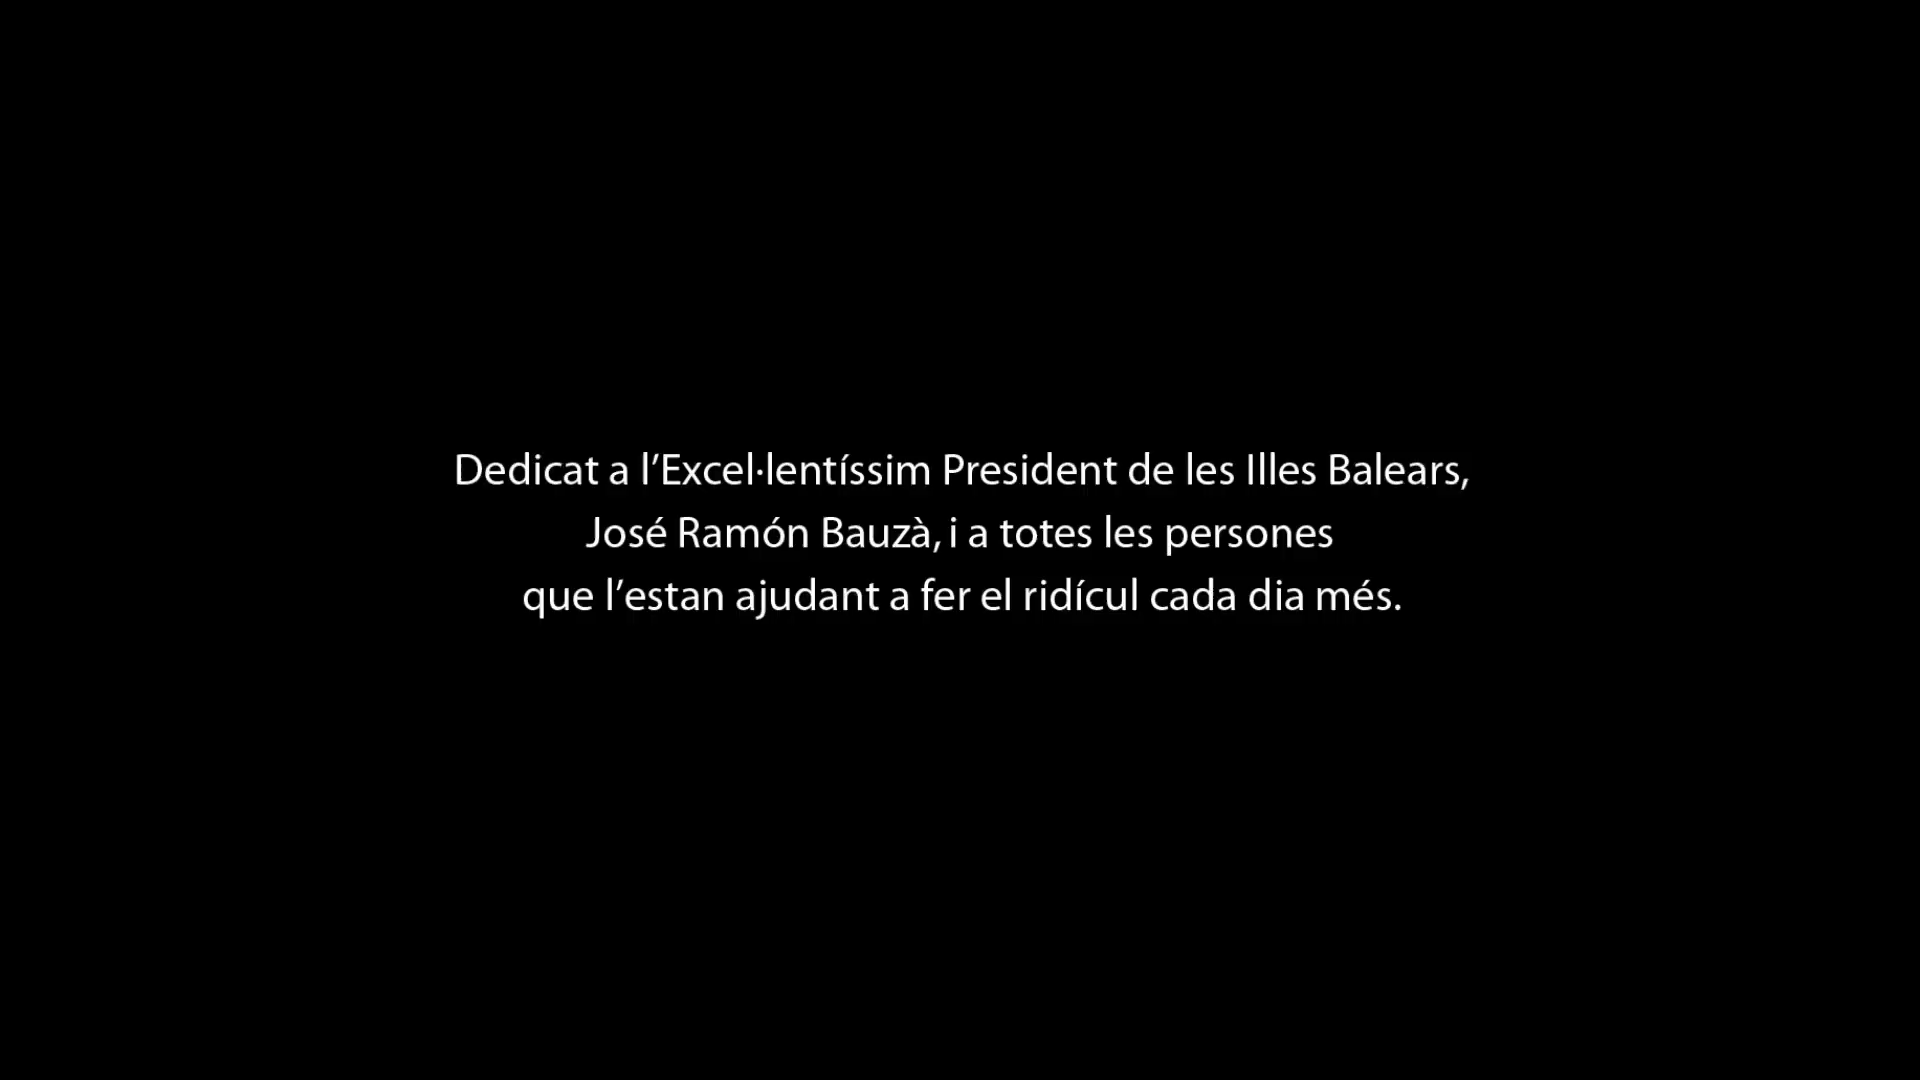 Dedicat a l’Excel·lentíssim President de les Illes Balears,
José Ramón Bauzà, i a totes les persones
que l’estan ajudant a fer el ridícul cada dia més.